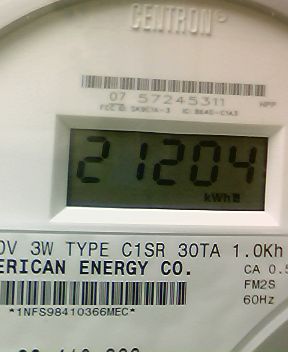 CENTRON®
07 57245311
HPP
21204
kWh
0V 3W TYPE C1SR 30TA 1.0Kh
ERICAN ENERGY CO.
CA 0.5
FM2S
60Hz
*1NFS98410366MEC*